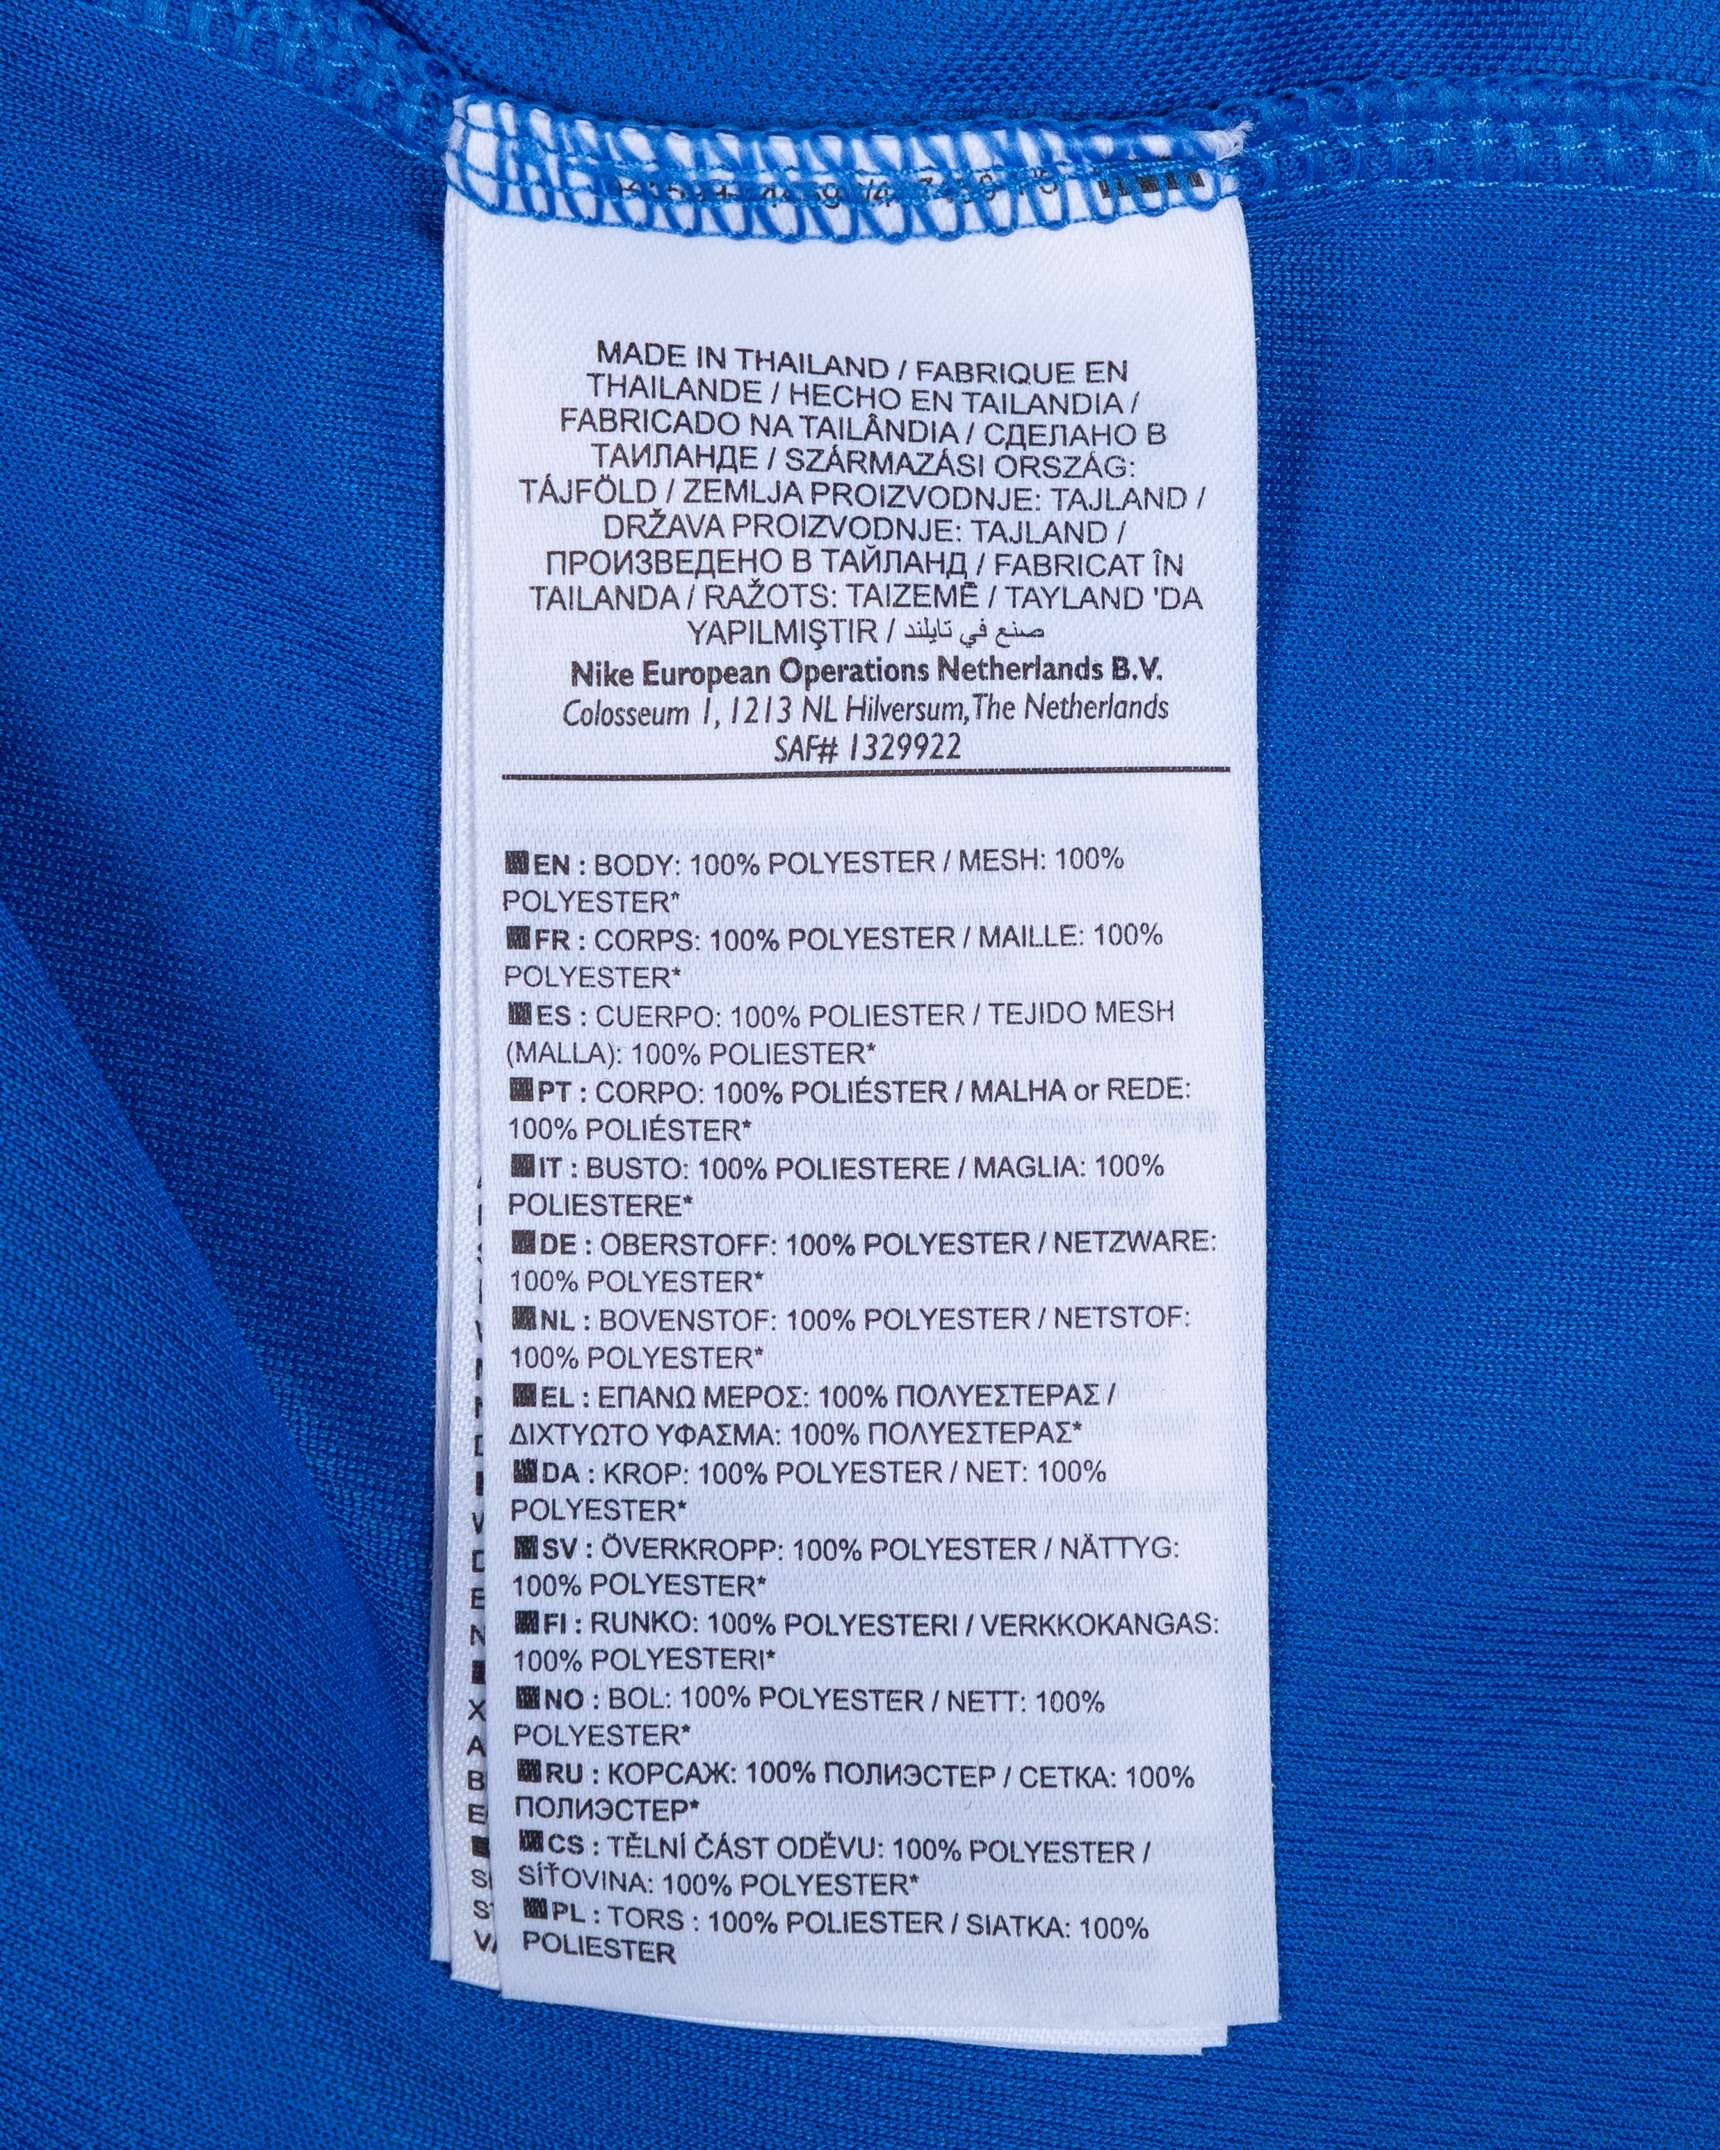 MADE IN THAILAND / FABRIQUE EN
THAILANDE / HECHO EN TAILANDIA /
FABRICADO NA TAILÂNDIA / СДЕЛАНО В
ТАИЛАНДЕ / SZÁRMAZÁSI ORSZÁG:
TÁJFÖLD / ZEMLJA PROIZVODNJE: TAJLAND /
DRŽAVA PROIZVODNJE: TAJLAND /
ПРОИЗВЕДЕНО В ТАЙЛАНД / FABRICAT ÎN
TAILANDA / RAŽOTS: TAIZEMĒ / TAYLAND 'DA
YAPILMIŞTIR / صنع في تايلند
Nike European Operations Netherlands B.V.
Colosseum 1, 1213 NL Hilversum, The Netherlands
SAF# 1329922
EN : BODY: 100% POLYESTER / MESH: 100%
POLYESTER*
FR : CORPS: 100% POLYESTER / MAILLE: 100%
POLYESTER*
ES : CUERPO: 100% POLIESTER / TEJIDO MESH
(MALLA): 100% POLIESTER*
PT : CORPO: 100% POLIÉSTER / MALHA or REDE:
100% POLIÉSTER*
IT : BUSTO: 100% POLIESTERE / MAGLIA: 100%
POLIESTERE*
DE : OBERSTOFF: 100% POLYESTER / NETZWARE:
100% POLYESTER*
NL : BOVENSTOF: 100% POLYESTER / NETSTOF:
100% POLYESTER*
EL : ΕΠΑΝΩ ΜΕΡΟΣ: 100% ΠΟΛΥΕΣΤΕΡΑΣ /
ΔΙΧΤΥΩΤΟ ΥΦΑΣΜΑ: 100% ΠΟΛΥΕΣΤΕΡΑΣ*
DA : KROP: 100% POLYESTER / NET: 100%
POLYESTER*
SV : ÖVERKROPP: 100% POLYESTER / NÄTTYG:
100% POLYESTER*
FI : RUNKO: 100% POLYESTERI / VERKKOKANGAS:
100% POLYESTERI*
NO : BOL: 100% POLYESTER / NETT: 100%
POLYESTER*
RU : КОРСАЖ: 100% ПОЛИЭСТЕР / СЕТКА: 100%
ПОЛИЭСТЕР*
CS : TĚLNÍ ČÁST ODĚVU: 100% POLYESTER /
SÍŤOVINA: 100% POLYESTER*
PL : TORS : 100% POLIESTER / SIATKA: 100%
POLIESTER